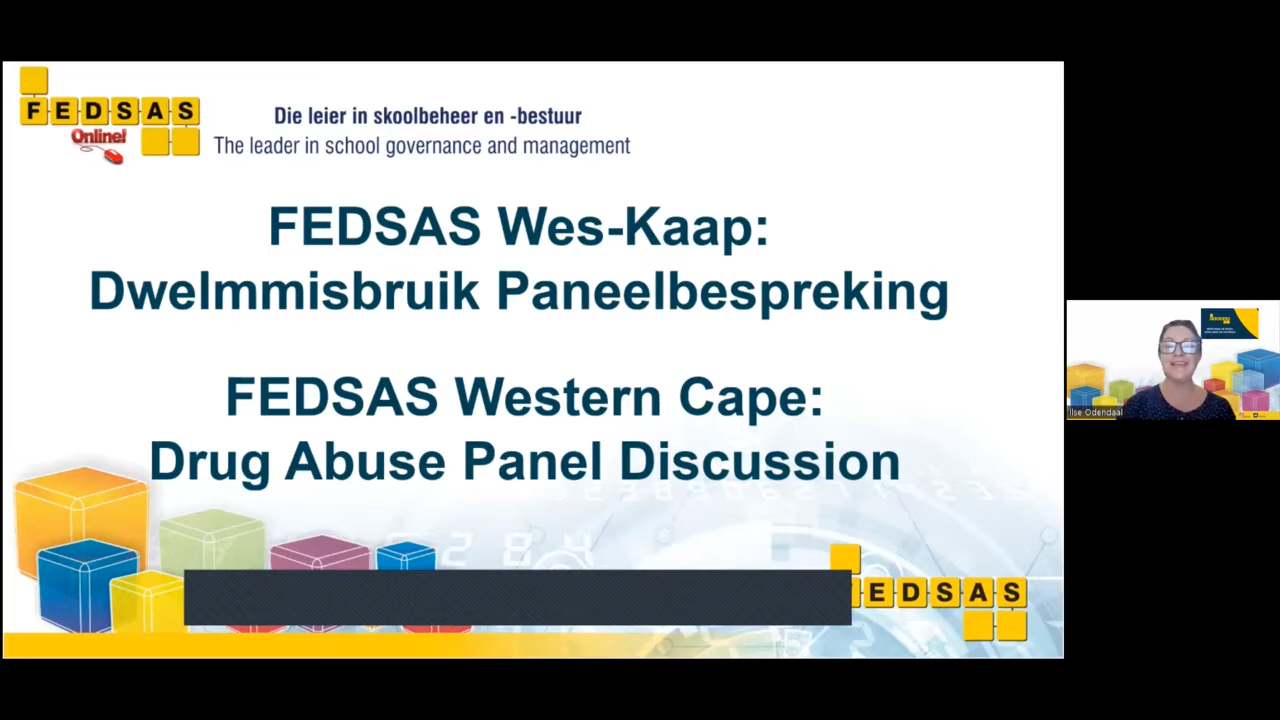 FEDSAS
Online!
Die leier in skoolbeheer en -bestuur
The leader in school governance and management
FEDSAS Wes-Kaap:
Dwelmmisbruik Paneelbespreking
FEDSAS Western Cape:
Drug Abuse Panel Discussion
EDSAS
Ilse Odendaal